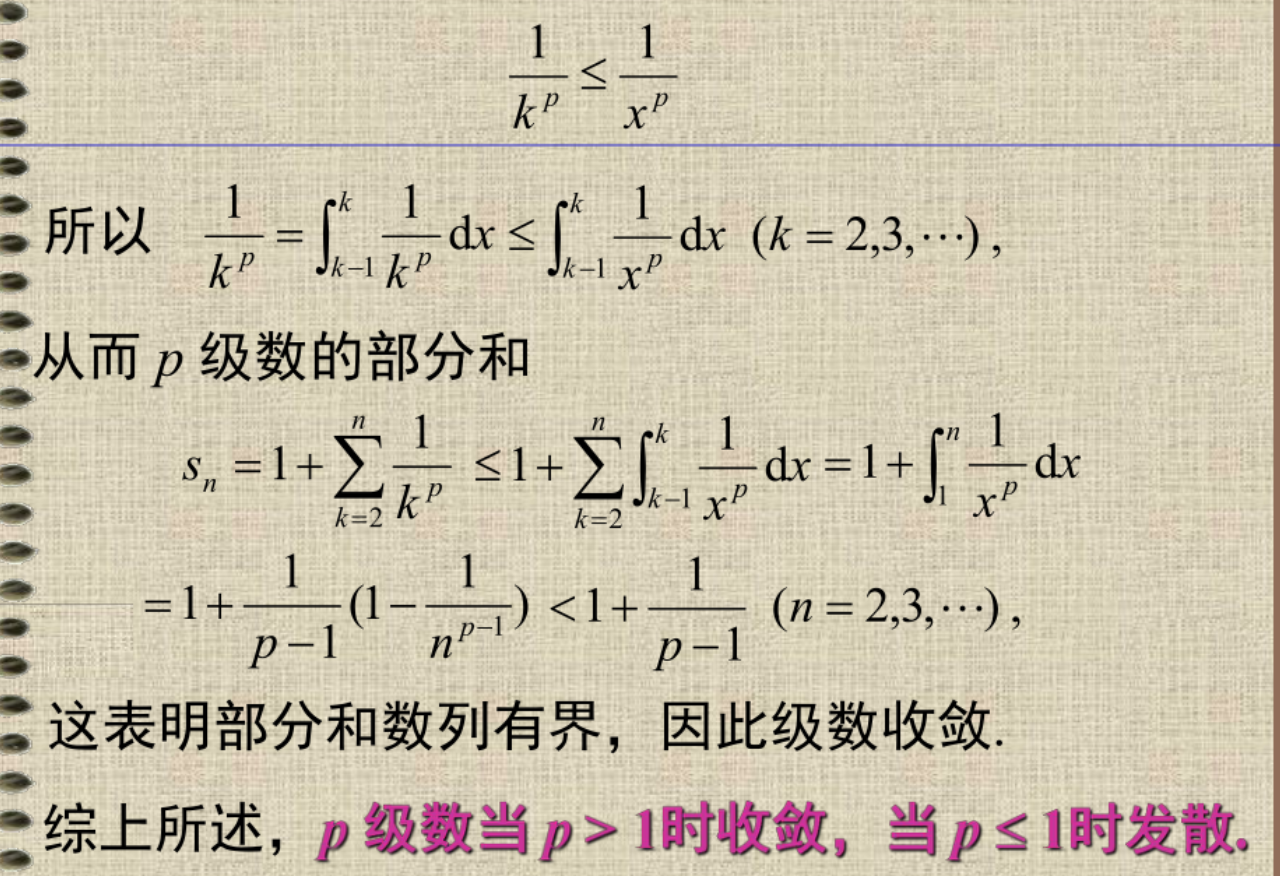 $\frac{1}{k^p} \leq \frac{1}{x^p}$
所以 $\frac{1}{k^p} = \int_{k-1}^{k} \frac{1}{k^p} \mathrm{d}x \leq \int_{k-1}^{k} \frac{1}{x^p} \mathrm{d}x \ (k = 2,3,\cdots)$ ,
从而 $p$ 级数的部分和
$s_n = 1 + \sum_{k=2}^{n} \frac{1}{k^p} \leq 1 + \sum_{k=2}^{n} \int_{k-1}^{k} \frac{1}{x^p} \mathrm{d}x = 1 + \int_{1}^{n} \frac{1}{x^p} \mathrm{d}x$
$= 1 + \frac{1}{p-1} (1 - \frac{1}{n^{p-1}}) < 1 + \frac{1}{p-1} \ (n = 2,3,\cdots)$ ,
这表明部分和数列有界，因此级数收敛.
综上所述，$p$ 级数当 $p > 1$时收敛，当 $p \leq 1$时发散.